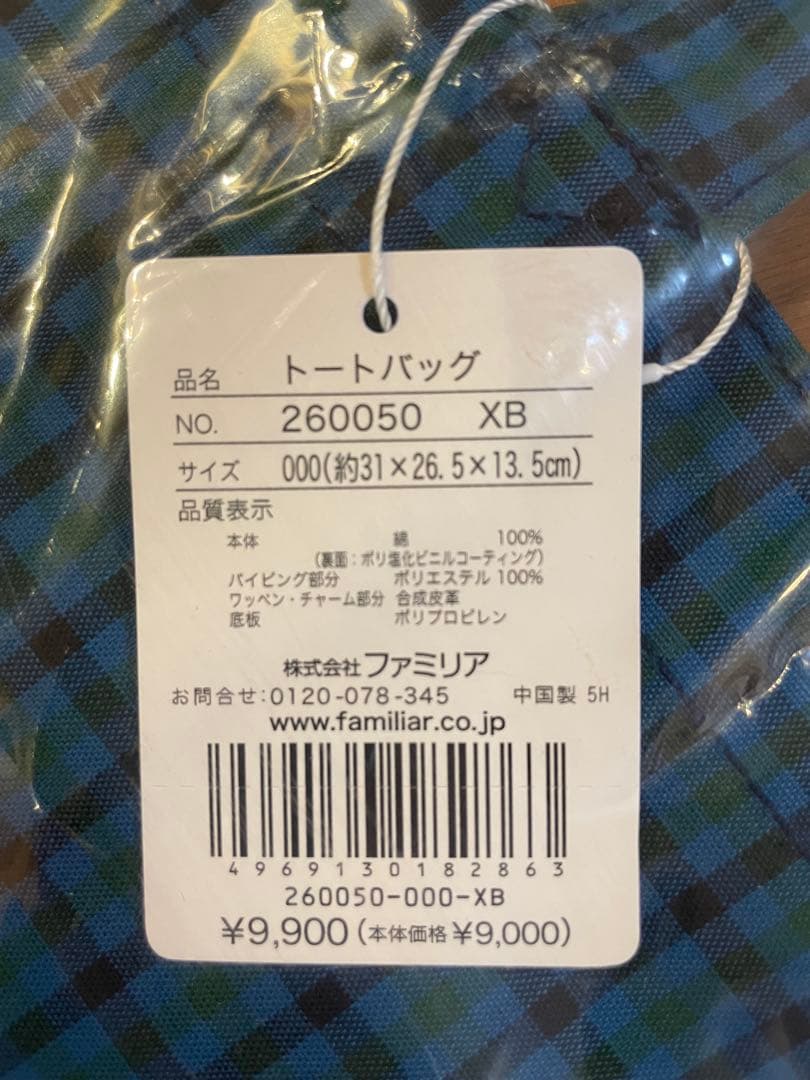 品名 トートバッグ
NO. 260050 XB
サイズ 000(約31×26.5×13.5cm)
品質表示
本体 綿 100%
(裏面:ポリ塩化ビニルコーティング)
パイピング部分 ポリエステル 100%
ワッペン・チャーム部分 合成皮革
底板 ポリプロピレン
株式会社ファミリア
お問合せ:0120-078-345 中国製 5H
www.familiar.co.jp
4969130182863
260050-000-XB
¥9,900(本体価格¥9,000)